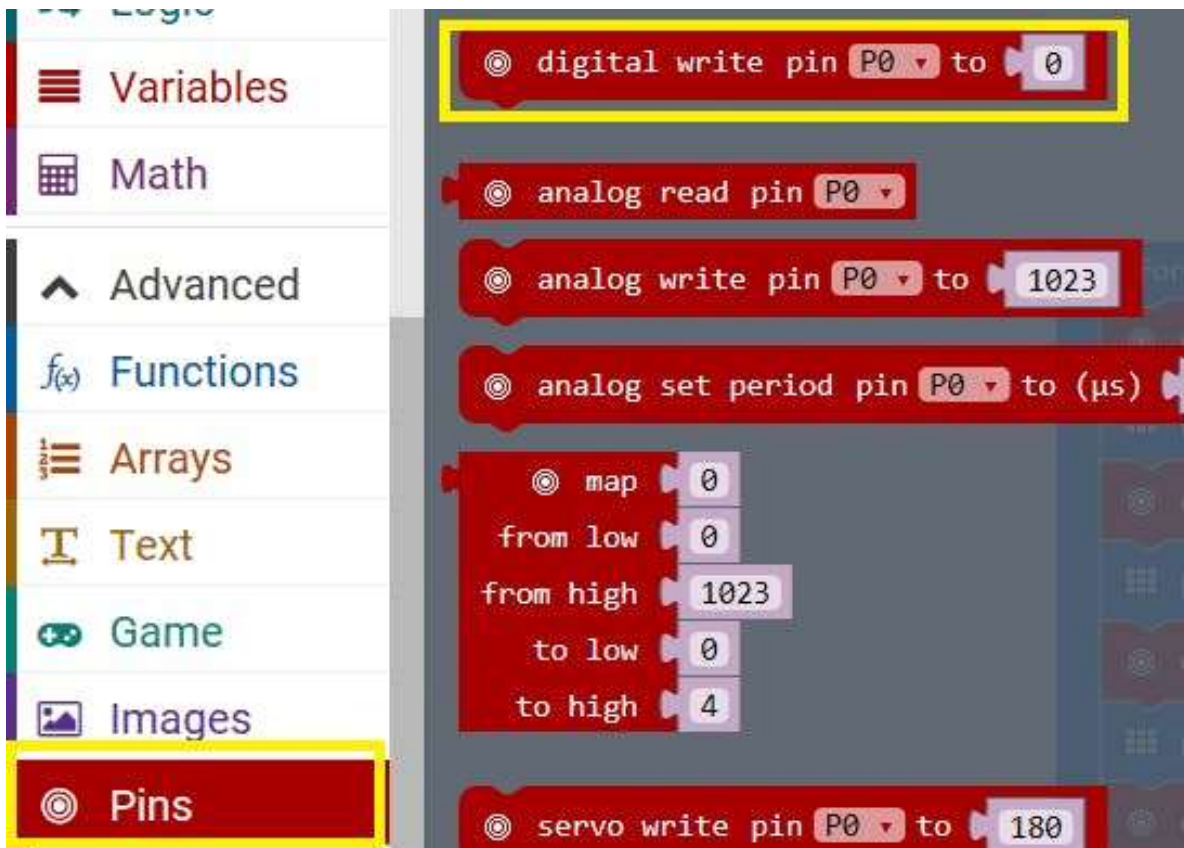 Logic
Variables
Math
Advanced
f(x) Functions
Arrays
Text
Game
Images
Pins
digital write pin P0 to 0
analog read pin P0
analog write pin P0 to 1023
analog set period pin P0 to (µs)
map 0
from low 0
from high 1023
to low 0
to high 4
servo write pin P0 to 180